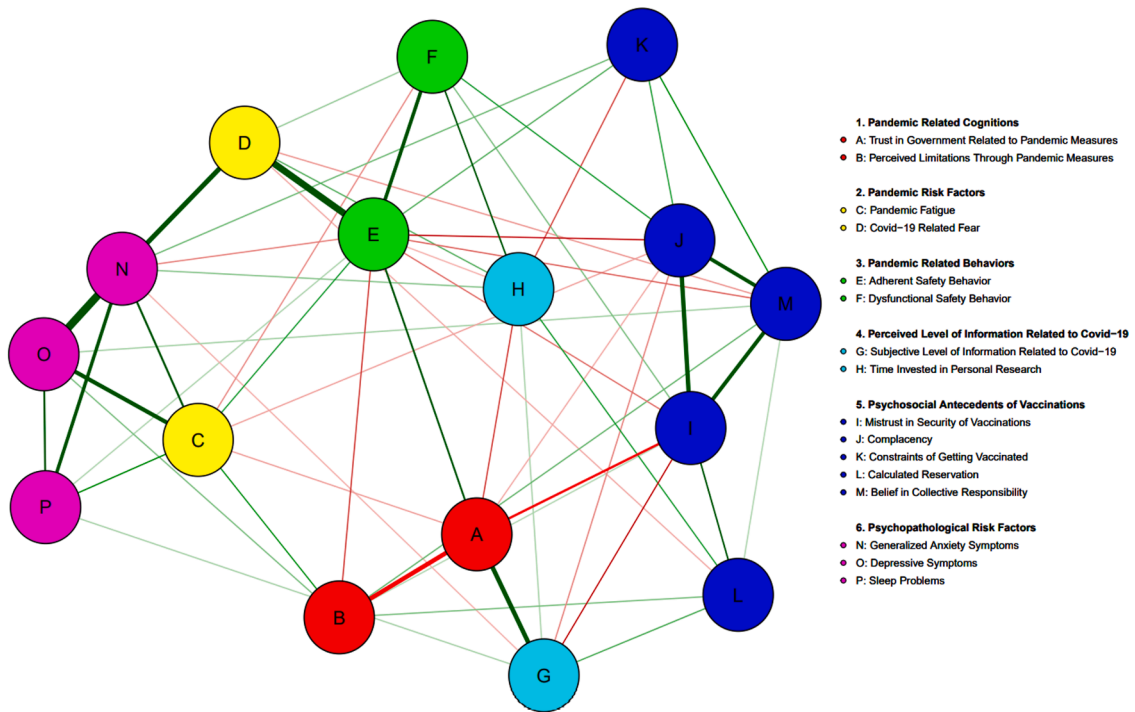 F
K
D
E
J
N
H
M
O
C
I
P
A
B
L
G
1. Pandemic Related Cognitions
A: Trust in Government Related to Pandemic Measures
B: Perceived Limitations Through Pandemic Measures
2. Pandemic Risk Factors
C: Pandemic Fatigue
D: Covid−19 Related Fear
3. Pandemic Related Behaviors
E: Adherent Safety Behavior
F: Dysfunctional Safety Behavior
4. Perceived Level of Information Related to Covid−19
G: Subjective Level of Information Related to Covid−19
H: Time Invested in Personal Research
5. Psychosocial Antecedents of Vaccinations
I: Mistrust in Security of Vaccinations
J: Complacency
K: Constraints of Getting Vaccinated
L: Calculated Reservation
M: Belief in Collective Responsibility
6. Psychopathological Risk Factors
N: Generalized Anxiety Symptoms
O: Depressive Symptoms
P: Sleep Problems